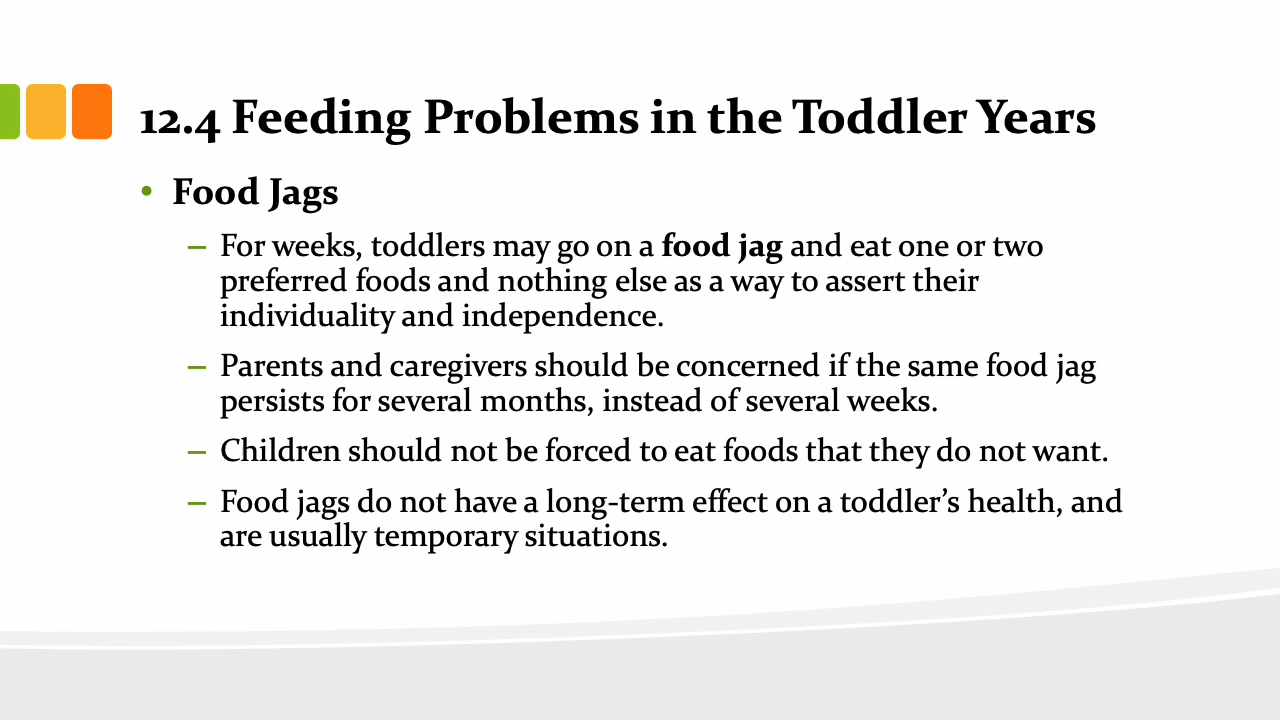 12.4 Feeding Problems in the Toddler Years
• Food Jags
– For weeks, toddlers may go on a food jag and eat one or two
preferred foods and nothing else as a way to assert their
individuality and independence.
– Parents and caregivers should be concerned if the same food jag
persists for several months, instead of several weeks.
– Children should not be forced to eat foods that they do not want.
– Food jags do not have a long-term effect on a toddler’s health, and
are usually temporary situations.